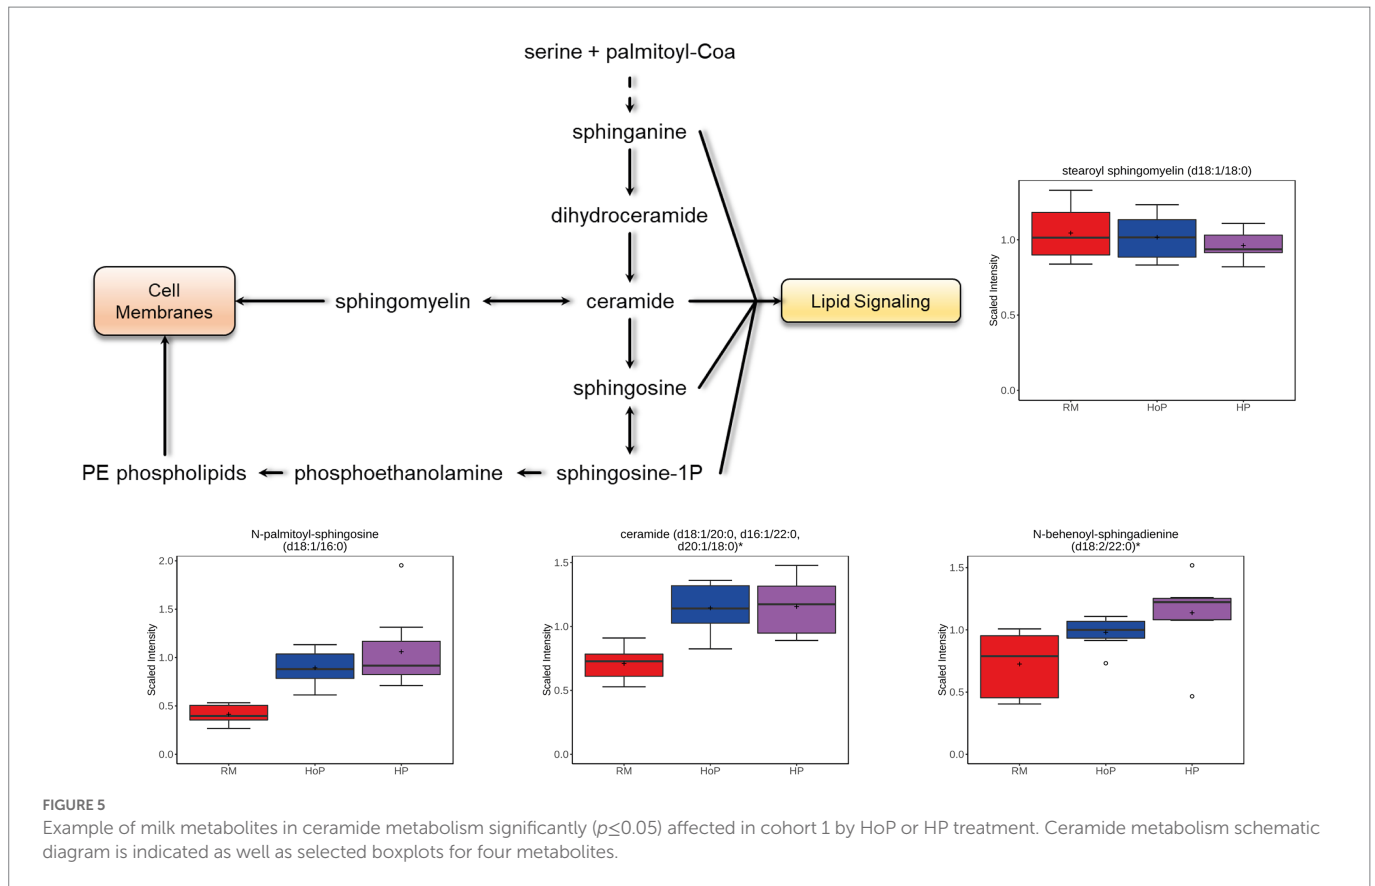 serine + palmitoyl-Coa
sphinganine
dihydroceramide
Cell
Membranes
sphingomyelin
ceramide
Lipid Signaling
sphingosine
PE phospholipids
phosphoethanolamine
sphingosine-1P
stearoyl sphingomyelin (d18:1/18:0)
Scaled Intensity
1.0
0.5
0.0
RM HoP HP
N-palmitoyl-sphingosine
(d18:1/16:0)
Scaled Intensity
2.0
1.5
1.0
0.5
0.0
RM HoP HP
ceramide (d18:1/20:0, d16:1/22:0,
d20:1/18:0)*
Scaled Intensity
1.5
1.0
0.5
0.0
RM HoP HP
N-behenoyl-sphingadienine
(d18:2/22:0)*
Scaled Intensity
1.5
1.0
0.5
0.0
RM HoP HP
FIGURE 5
Example of milk metabolites in ceramide metabolism significantly (p≤0.05) affected in cohort 1 by HoP or HP treatment. Ceramide metabolism schematic
diagram is indicated as well as selected boxplots for four metabolites.